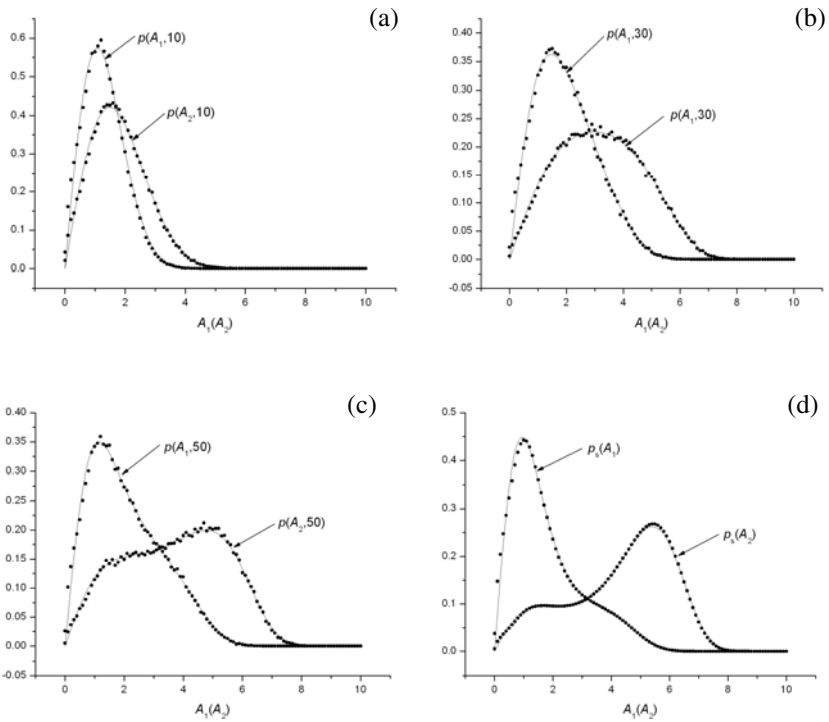 (a)
0.6
0.5
0.4
0.3
0.2
0.1
0.0
p(A1,10)
p(A2,10)
0 2 4 6 8 10
A1(A2)
(b)
0.40
0.35
0.30
0.25
0.20
0.15
0.10
0.05
0.00
-0.05
p(A1,30)
p(A1,30)
0 2 4 6 8 10
A1(A2)
(c)
0.40
0.35
0.30
0.25
0.20
0.15
0.10
0.05
0.00
-0.05
p(A1,50)
p(A2,50)
0 2 4 6 8 10
A1(A2)
(d)
0.5
0.4
0.3
0.2
0.1
0.0
ps(A1)
ps(A2)
0 2 4 6 8 10
A1(A2)